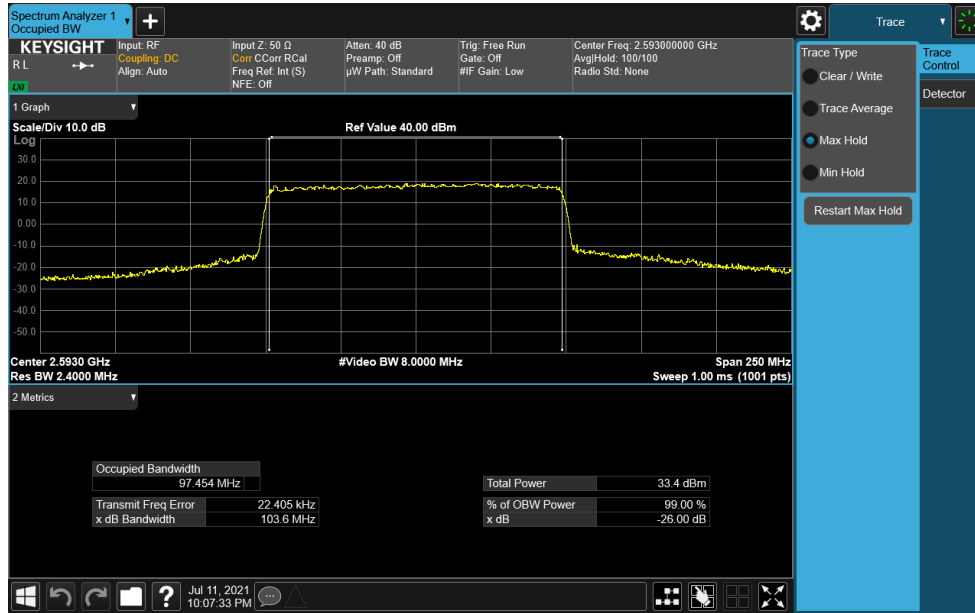 Spectrum Analyzer 1
Occupied BW
Trace
KEYSIGHT
R L
LXI
Input: RF
Coupling: DC
Align: Auto
Input Z: 50 Ω
Corr CCorr RCal
Freq Ref: Int (S)
NFE: Off
Atten: 40 dB
Preamp: Off
µW Path: Standard
Trig: Free Run
Gate: Off
#IF Gain: Low
Center Freq: 2.593000000 GHz
Avg|Hold: 100/100
Radio Std: None
Trace Type
Clear / Write
Trace Average
Max Hold
Min Hold
Restart Max Hold
Trace
Control
Detector
1 Graph
Scale/Div 10.0 dB
Ref Value 40.00 dBm
Log
30.0
20.0
10.0
0.00
-10.0
-20.0
-30.0
-40.0
-50.0
Center 2.5930 GHz
#Video BW 8.0000 MHz
Span 250 MHz
Res BW 2.4000 MHz
Sweep 1.00 ms (1001 pts)
2 Metrics
Occupied Bandwidth
97.454 MHz
Total Power 33.4 dBm
Transmit Freq Error 22.405 kHz
% of OBW Power 99.00 %
x dB Bandwidth 103.6 MHz
x dB -26.00 dB
?
Jul 11, 2021
10:07:33 PM